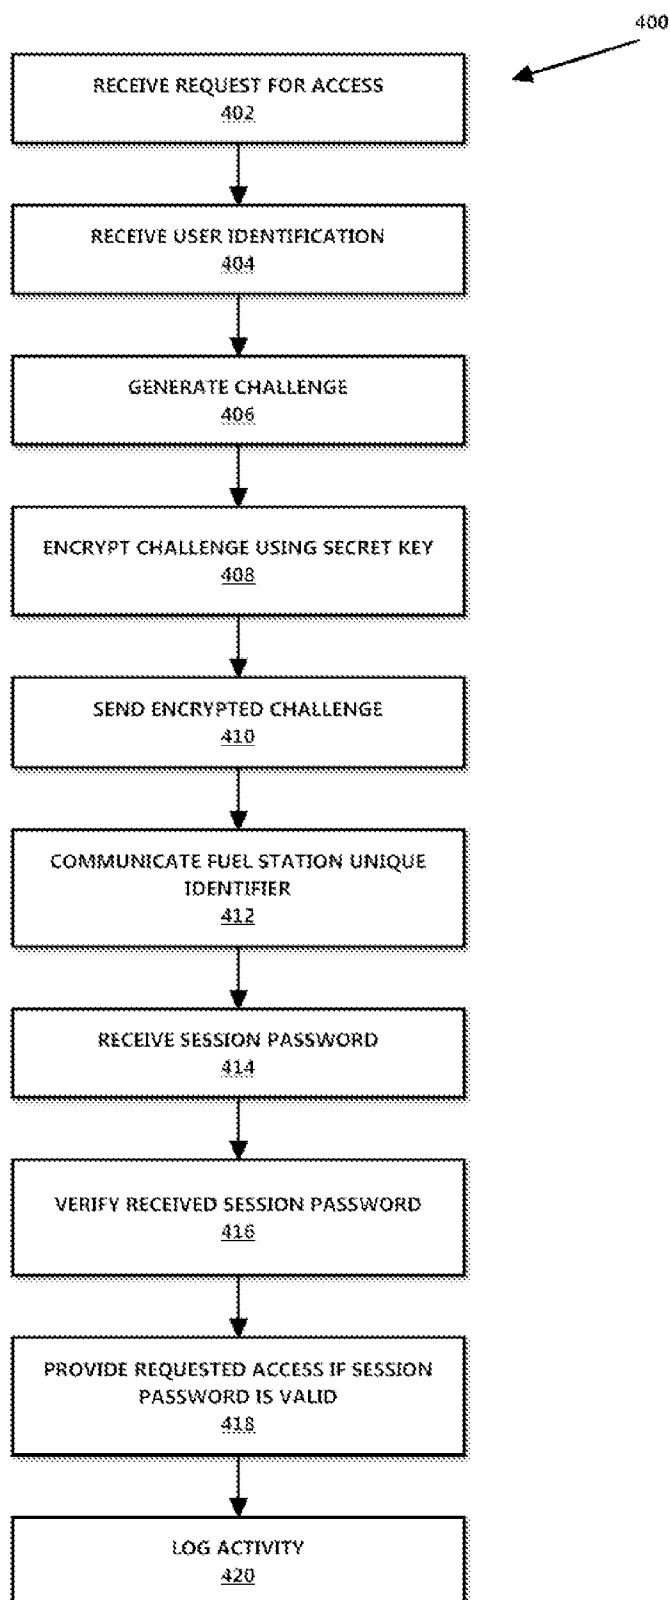 400
RECEIVE REQUEST FOR ACCESS
402
RECEIVE USER IDENTIFICATION
404
GENERATE CHALLENGE
406
ENCRYPT CHALLENGE USING SECRET KEY
408
SEND ENCRYPTED CHALLENGE
410
COMMUNICATE FUEL STATION UNIQUE
IDENTIFIER
412
RECEIVE SESSION PASSWORD
414
VERIFY RECEIVED SESSION PASSWORD
416
PROVIDE REQUESTED ACCESS IF SESSION
PASSWORD IS VALID
418
LOG ACTIVITY
420